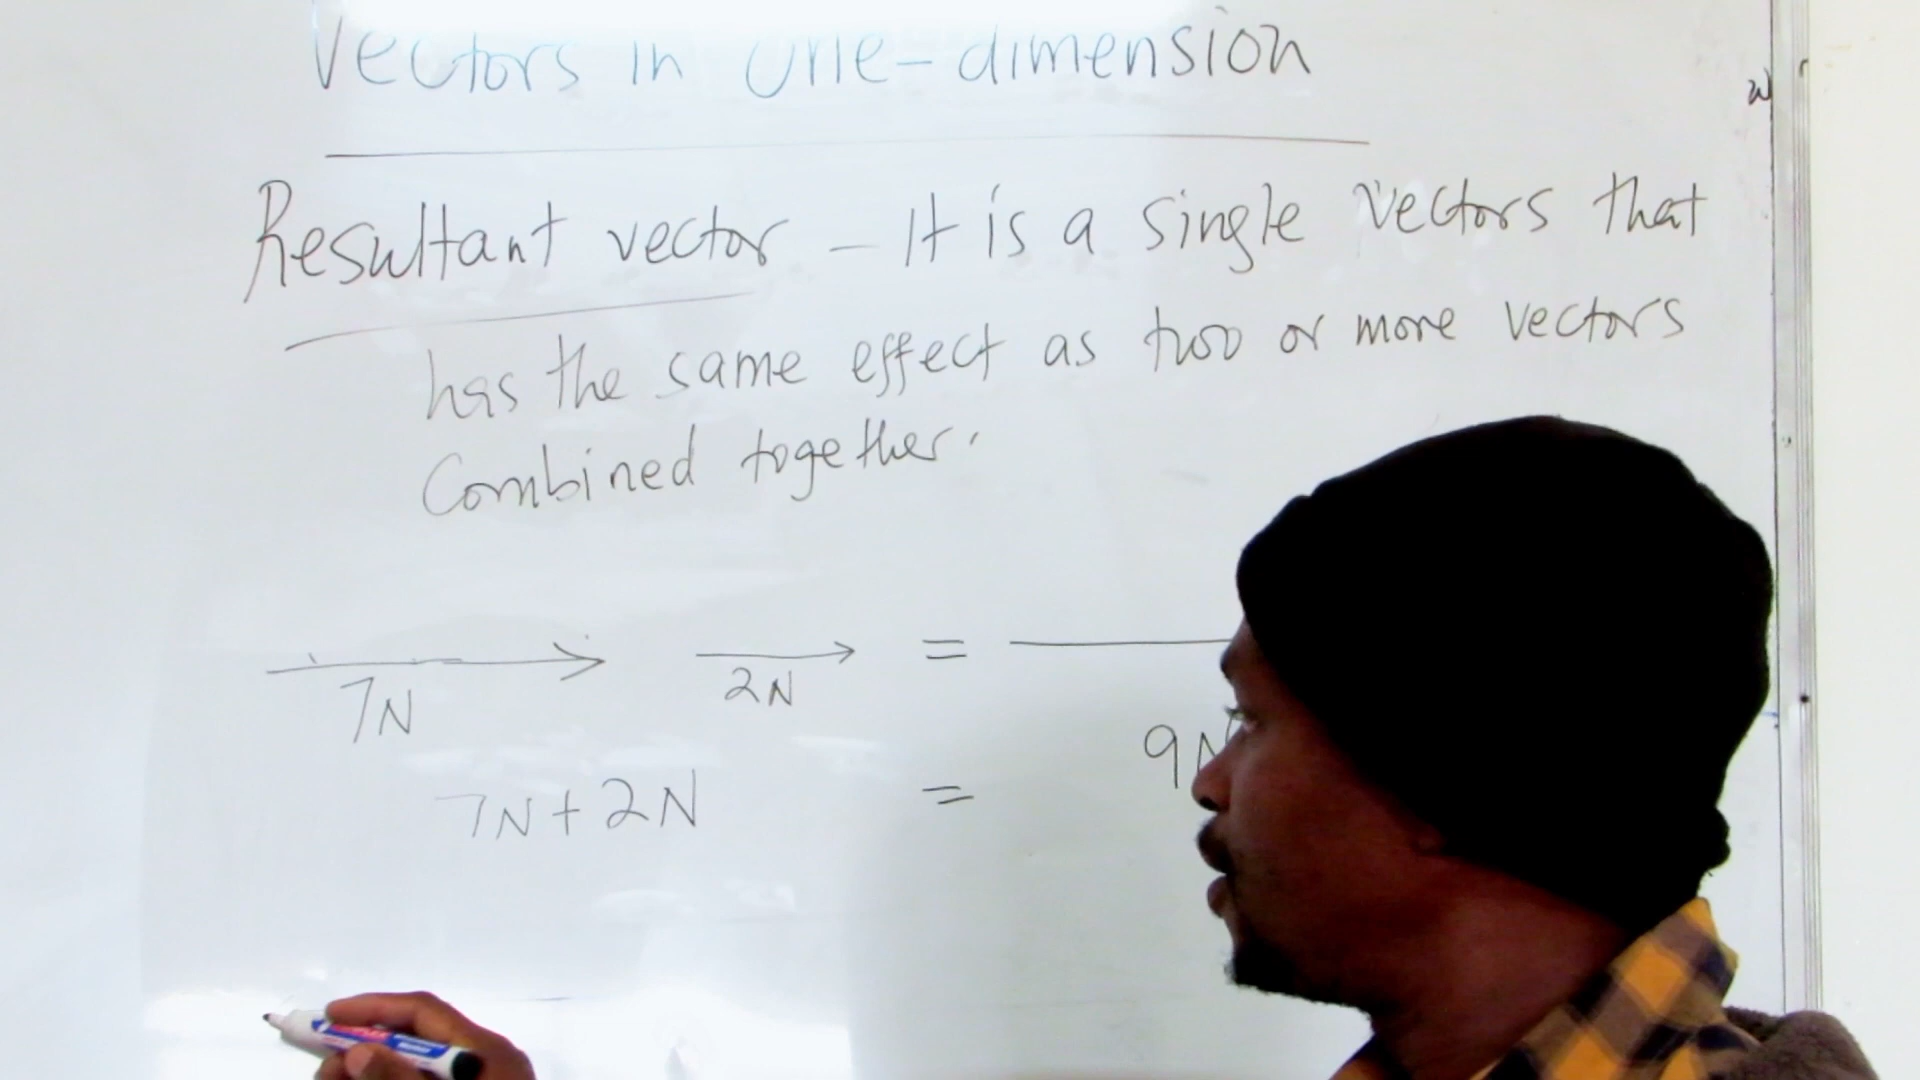 Vectors in one-dimension
Resultant vector - It is a single vectors that
has the same effect as two or more vectors
Combined together.
7N 2N = 9N
7N + 2N =